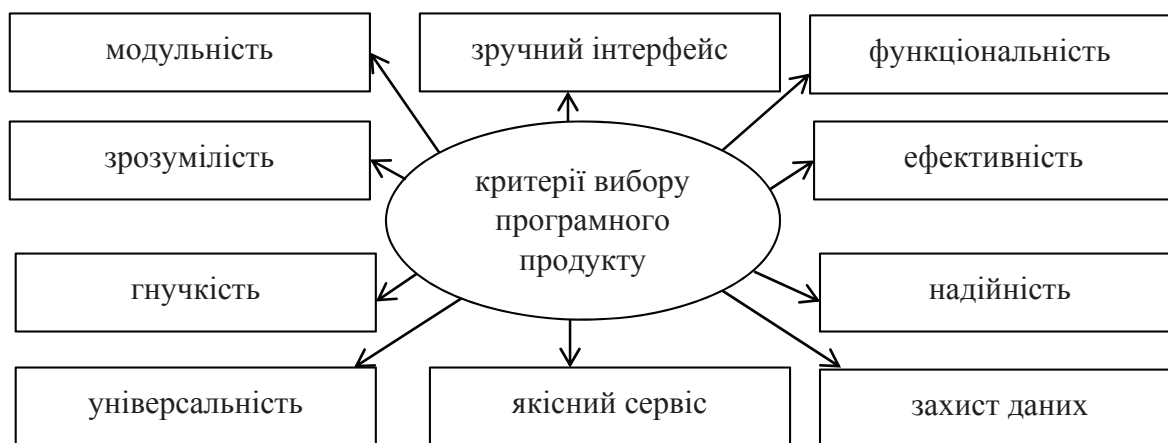 модульність
зручний інтерфейс
функціональність
зрозумілість
ефективність
критерії вибору
програмного
продукту
гнучкість
надійність
універсальність
якісний сервіс
захист даних